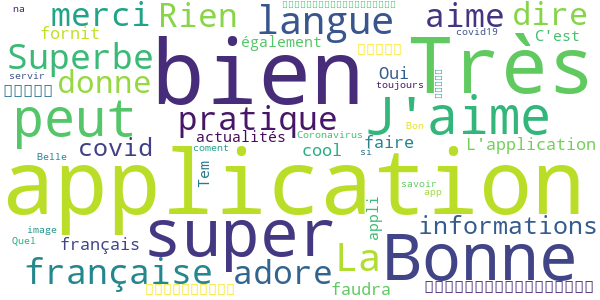 na
merci
Rien
langue
aime
dire
fornit
également
covid19
C'est
Superbe
bien
Très
servir
donne
Oui
toujours
peut
pratique
J'aime
actualités
Coronavirus
Bon
covid
coment
cool
si
faire
L'application
Belle
Tem
application
savoir
app
super
appli
informations
image
Quel
français
La
Bonne
française
adore
faudra